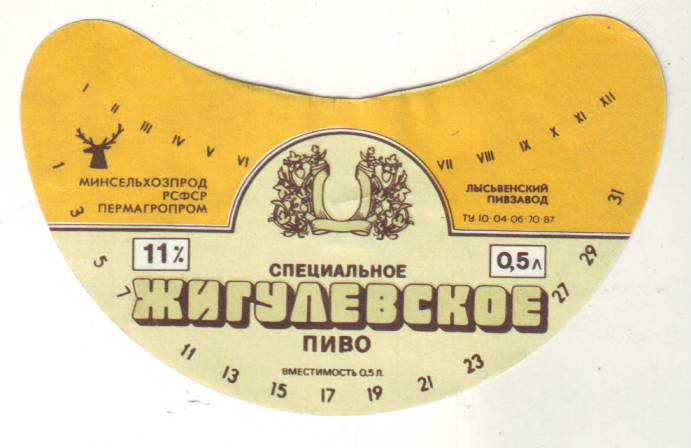 I II III IV V VI VII VIII IX X XI XII
МИНСЕЛЬХОЗПРОД
РСФСР
ПЕРМАГРОПРОМ
ЛЫСЬВЕНСКИЙ
ПИВЗАВОД
ТУ 10-04-06-70-87
11%
0,5л
СПЕЦИАЛЬНОЕ
ЖИГУЛЕВСКОЕ
ПИВО
ВМЕСТИМОСТЬ 0,5 Л.
1 3 5 7 11 13 15 17 19 21 23 27 29 31